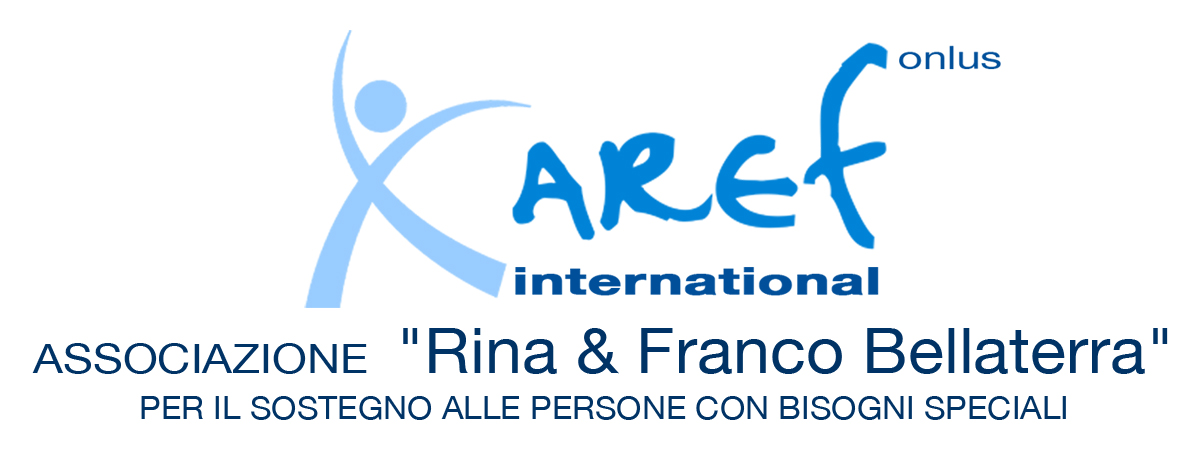 onlus
AREF
international
ASSOCIAZIONE "Rina & Franco Bellaterra"
PER IL SOSTEGNO ALLE PERSONE CON BISOGNI SPECIALI